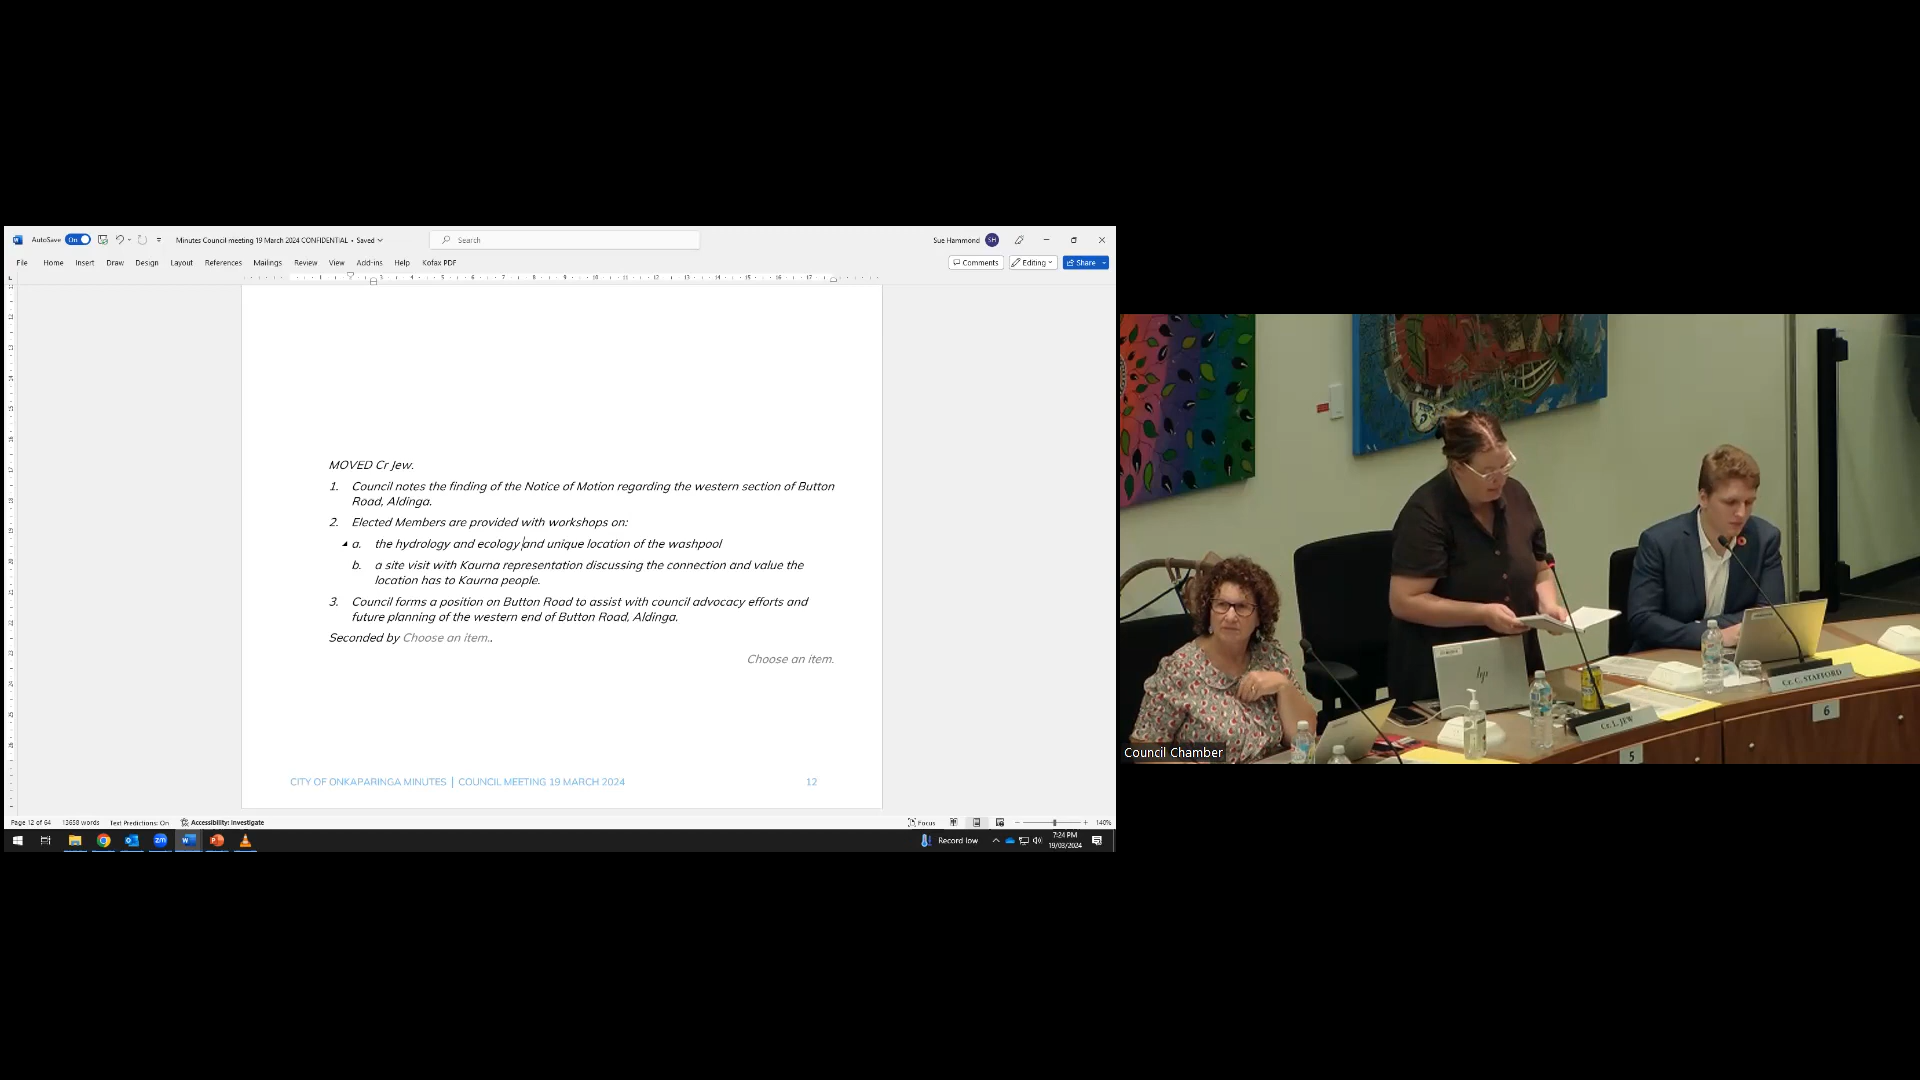 AutoSave On Minutes Council meeting 19 March 2024 CONFIDENTIAL • Saved Search Sue Hammond SH
File Home Insert Draw Design Layout References Mailings Review View Add-ins Help Kofax PDF Comments Editing Share
MOVED Cr Jew.
1. Council notes the finding of the Notice of Motion regarding the western section of Button
Road, Aldinga.
2. Elected Members are provided with workshops on:
a. the hydrology and ecology and unique location of the washpool
b. a site visit with Kaurna representation discussing the connection and value the
location has to Kaurna people.
3. Council forms a position on Button Road to assist with council advocacy efforts and
future planning of the western end of Button Road, Aldinga.
Seconded by Choose an item..
Choose an item.
CITY OF ONKAPARINGA MINUTES | COUNCIL MEETING 19 MARCH 2024 12
Page 12 of 64 13658 words Text Predictions: On Accessibility: Investigate Focus 140%
Record low 7:24 PM
19/03/2024
hp
Cr. C. STAFFORD
6
Cr. L. JEW
5
Council Chamber